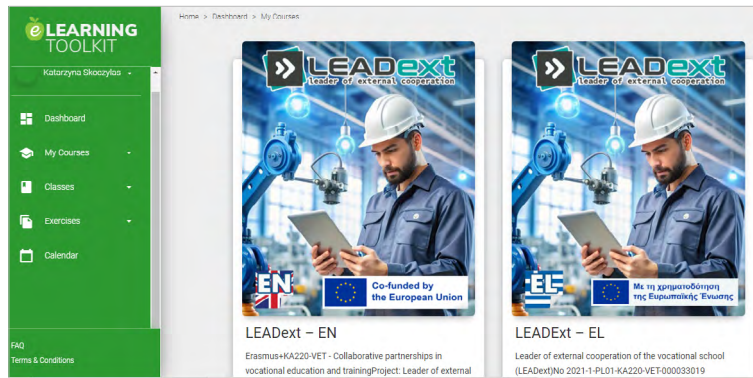 Home > Dashboard > My Courses
eLEARNING
TOOLKIT
Katarzyna Skoczylas
Dashboard
My Courses
Classes
Exercises
Calendar
FAQ
Terms & Conditions
LEADext
leader of external cooperation
EN
Co-funded by
the European Union
LEADext – EN
Erasmus+KA220-VET - Collaborative partnerships in
vocational education and trainingProject: Leader of external
LEADext
leader of external cooperation
EL
Με τη χρηματοδότηση
της Ευρωπαϊκής Ένωσης
LEADExt – EL
Leader of external cooperation of the vocational school
(LEADext)No 2021-1-PL01-KA220-VET-000033019